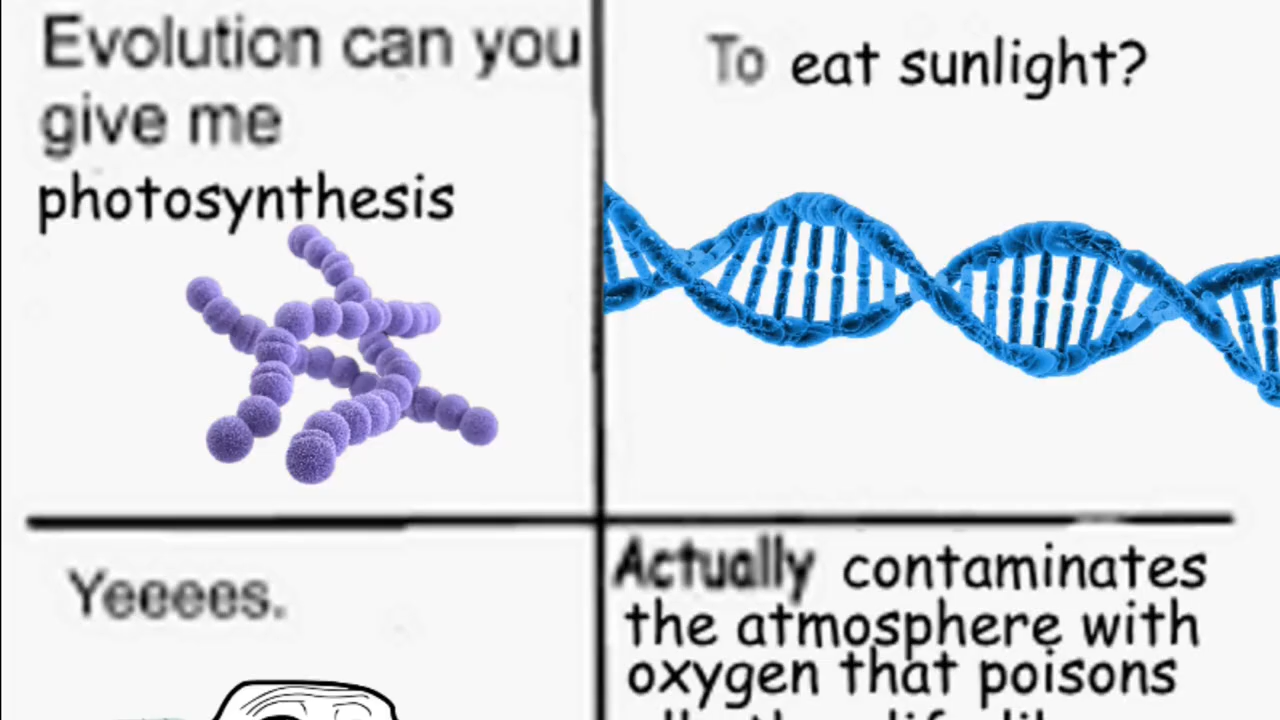 Evolution can you
give me
photosynthesis
To eat sunlight?
Yeeees.
Actually contaminates
the atmosphere with
oxygen that poisons